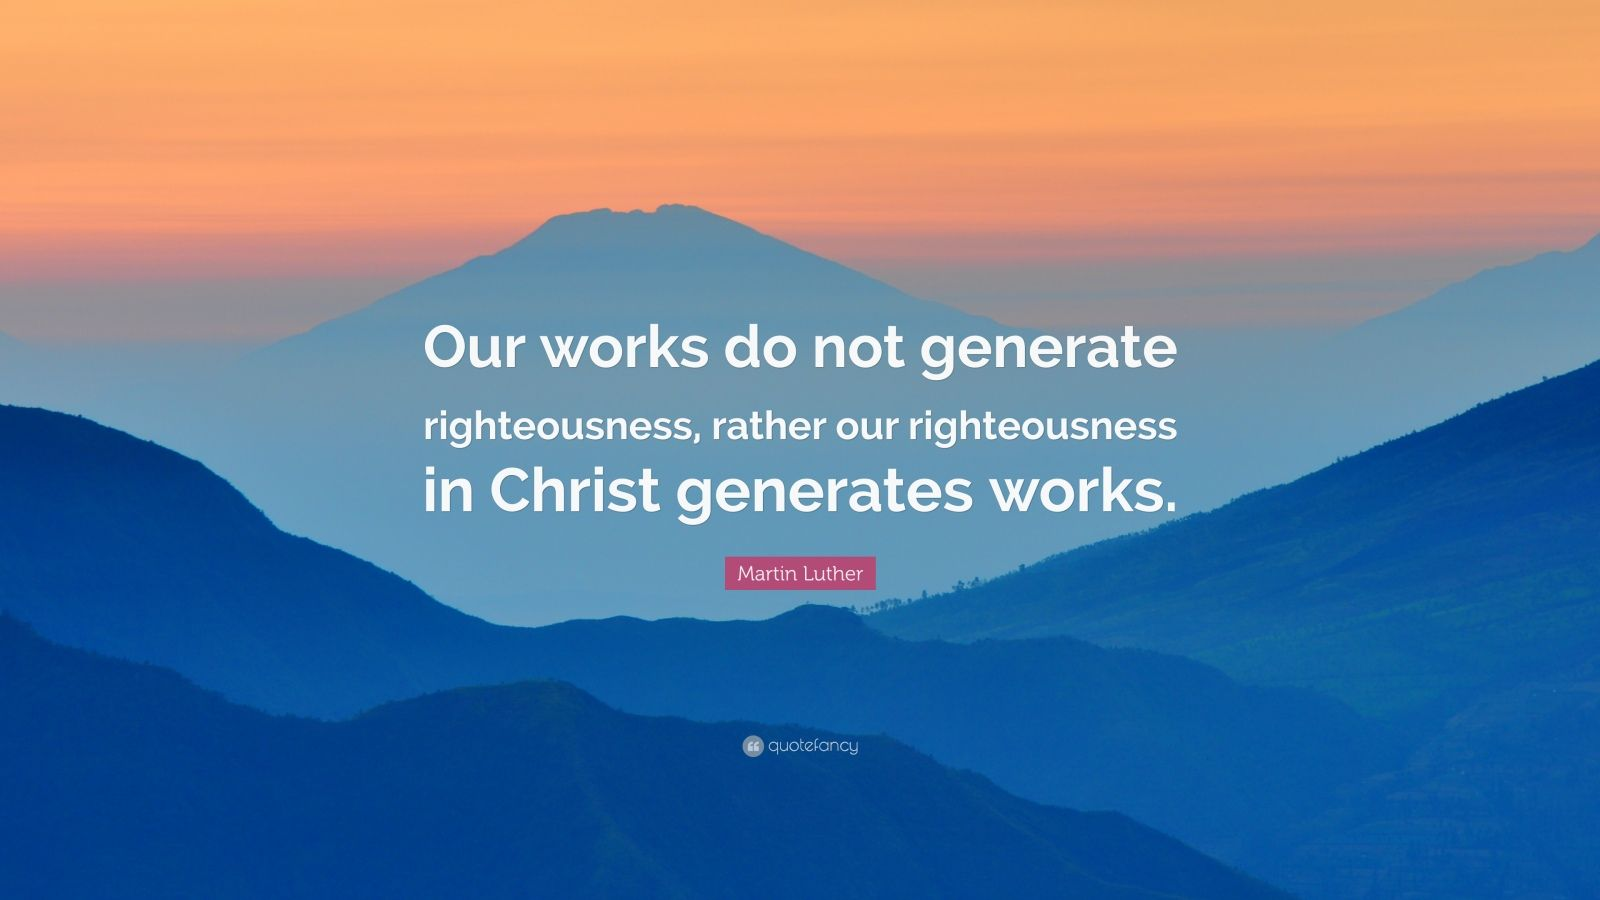 Our works do not generate
righteousness, rather our righteousness
in Christ generates works.
Martin Luther
quotefancy